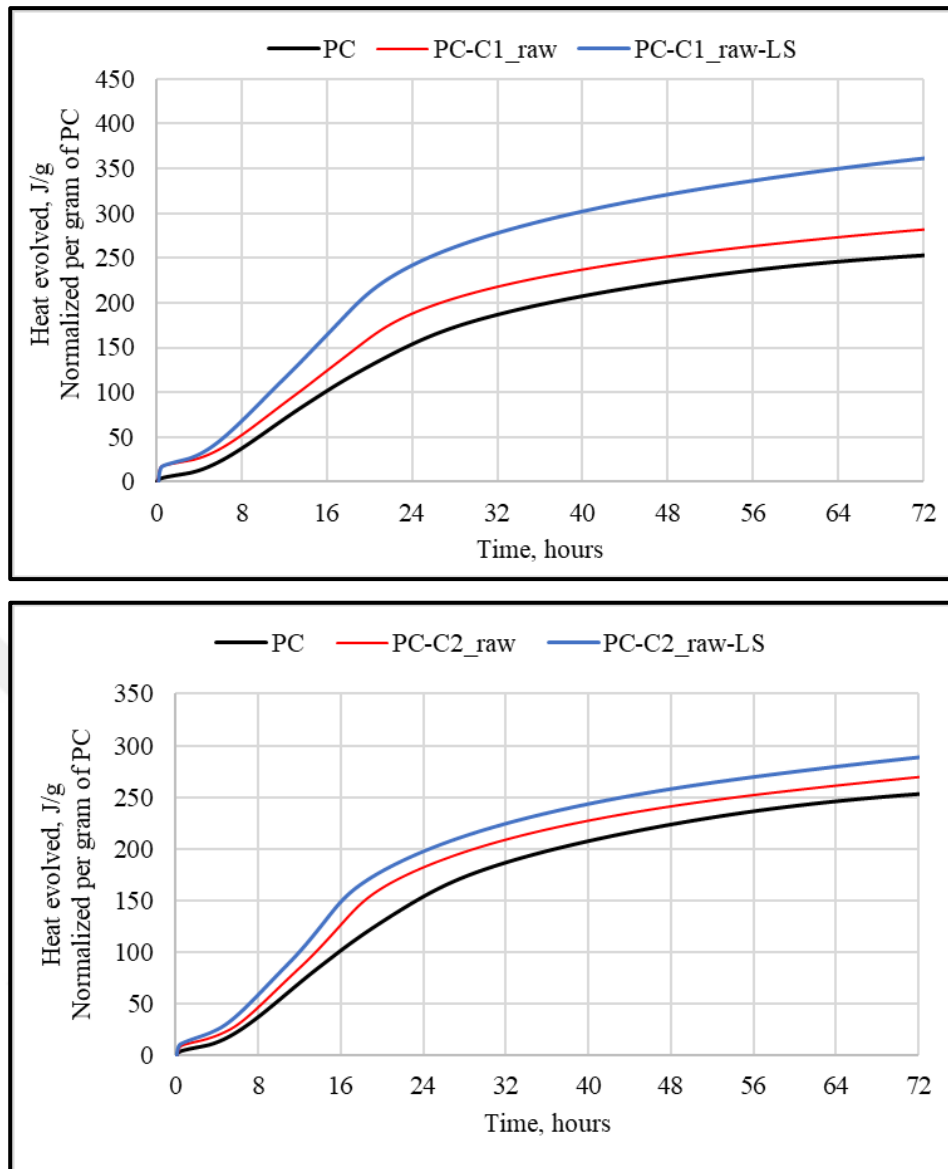 PC PC-C1_raw PC-C1_raw-LS
Heat evolved, J/g
Normalized per gram of PC
450
400
350
300
250
200
150
100
50
0
0 8 16 24 32 40 48 56 64 72
Time, hours
PC PC-C2_raw PC-C2_raw-LS
Heat evolved, J/g
Normalized per gram of PC
350
300
250
200
150
100
50
0
0 8 16 24 32 40 48 56 64 72
Time, hours